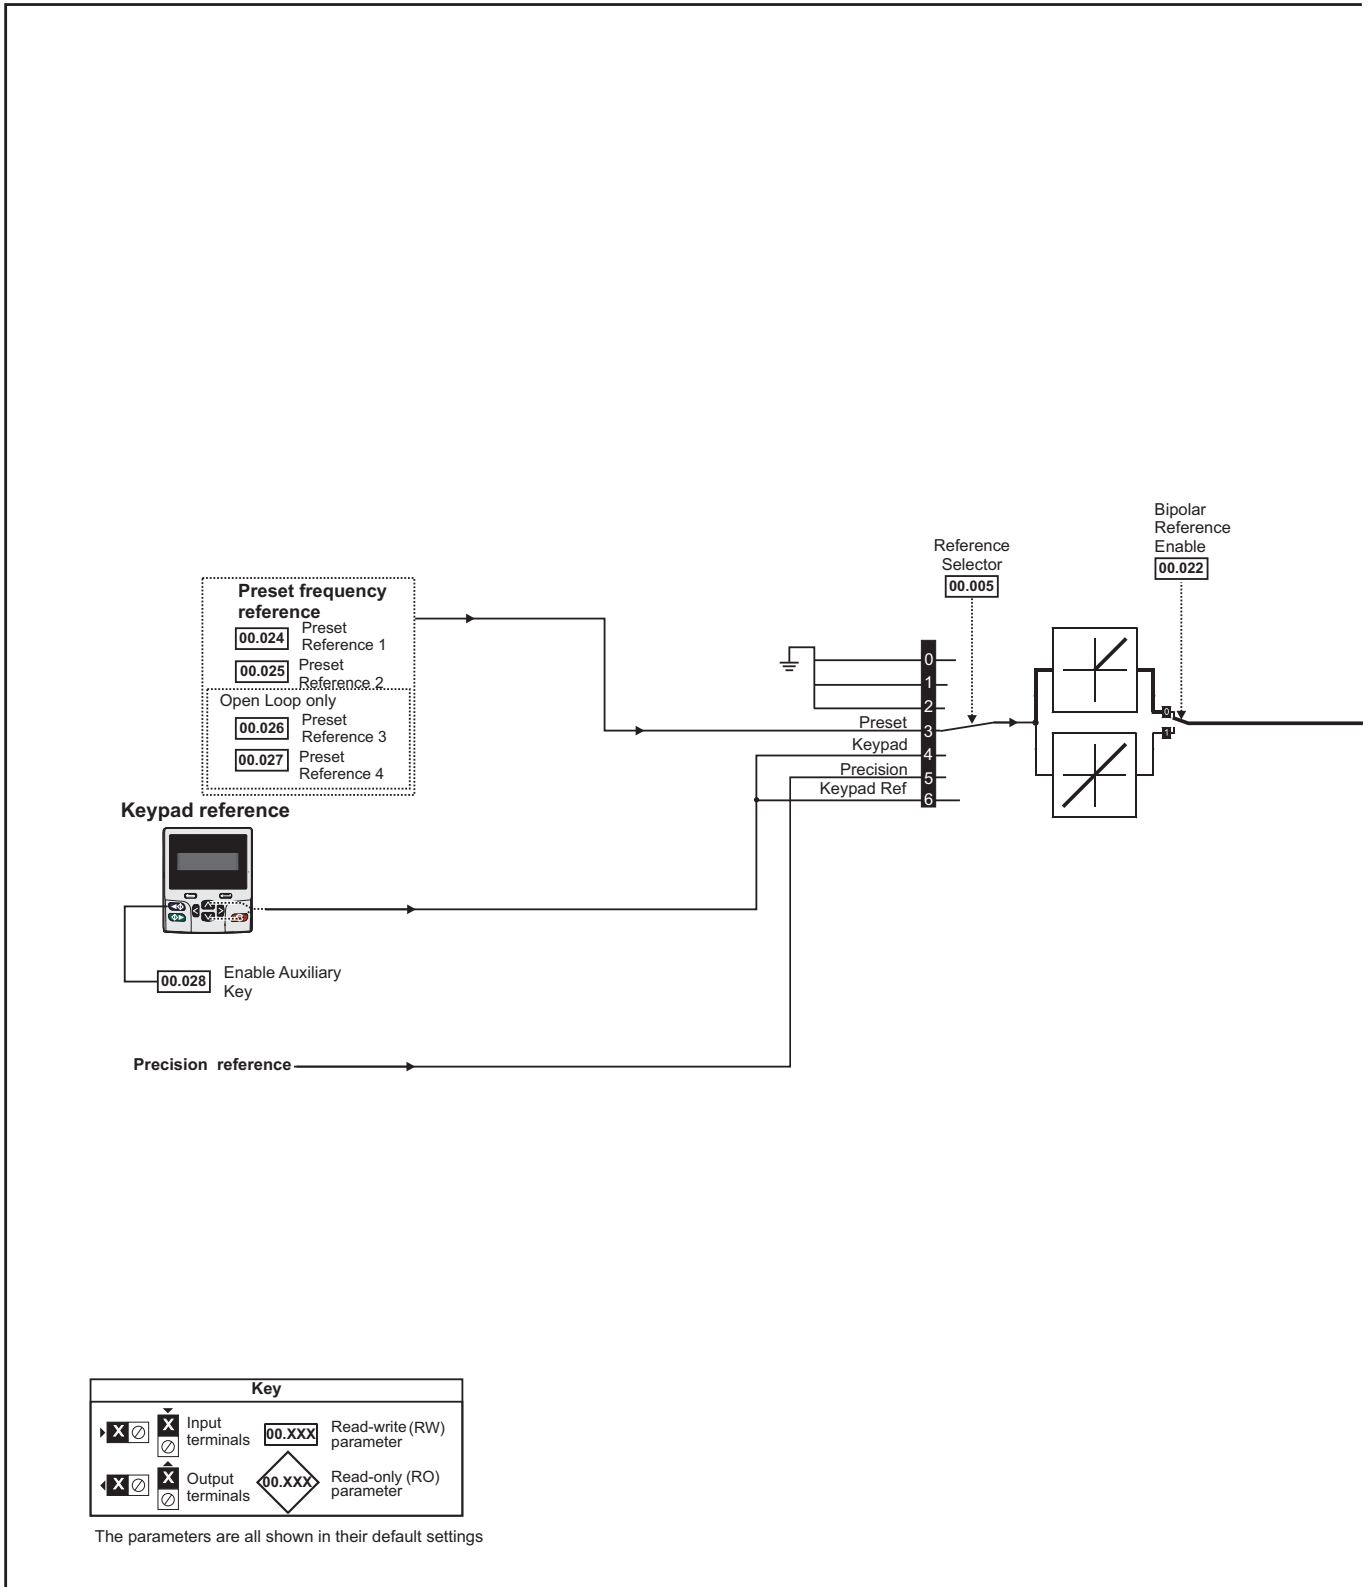 Bipolar
Reference
Enable
00.022
Reference
Selector
00.005
Preset frequency
reference
00.024 Preset
Reference 1
00.025 Preset
Reference 2
Open Loop only
00.026 Preset
Reference 3
00.027 Preset
Reference 4
0
1
2
Preset 3
Keypad 4
Precision 5
Keypad Ref 6
0
1
Keypad reference
00.028 Enable Auxiliary
Key
Precision reference
Key
X X Input
terminals
00.XXX Read-write (RW)
parameter
X X Output
terminals
00.XXX Read-only (RO)
parameter
The parameters are all shown in their default settings